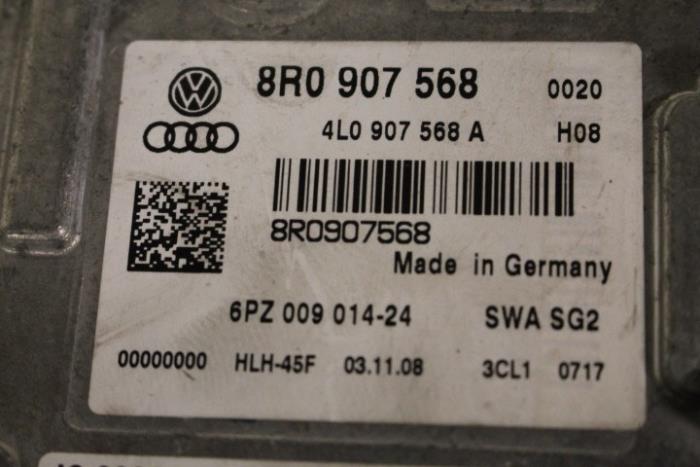 8R0 907 568 0020
4L0 907 568 A H08
8R0907568
Made in Germany
6PZ 009 014-24 SWA SG2
00000000 HLH-45F 03.11.08 3CL1 0717